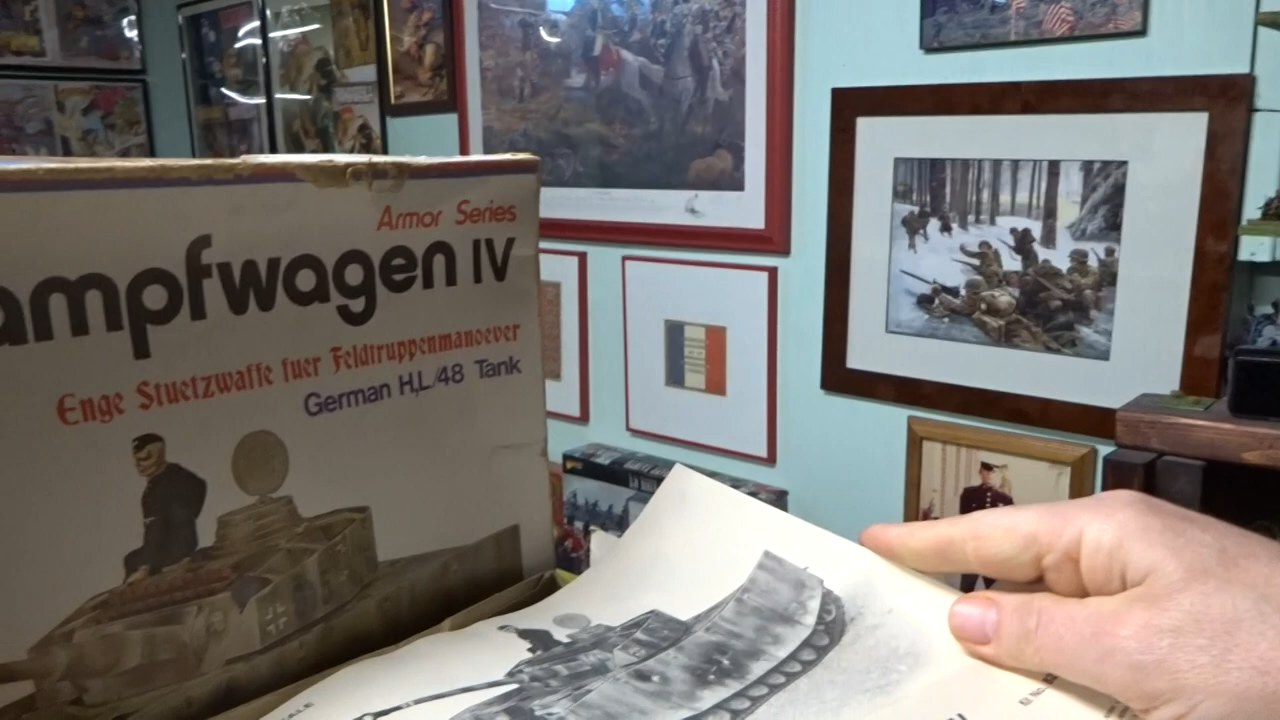 Armor Series
ampfwagen IV
Enge Stuetzwaffe fuer Feldtruppenmanoever
German H,L/48 Tank